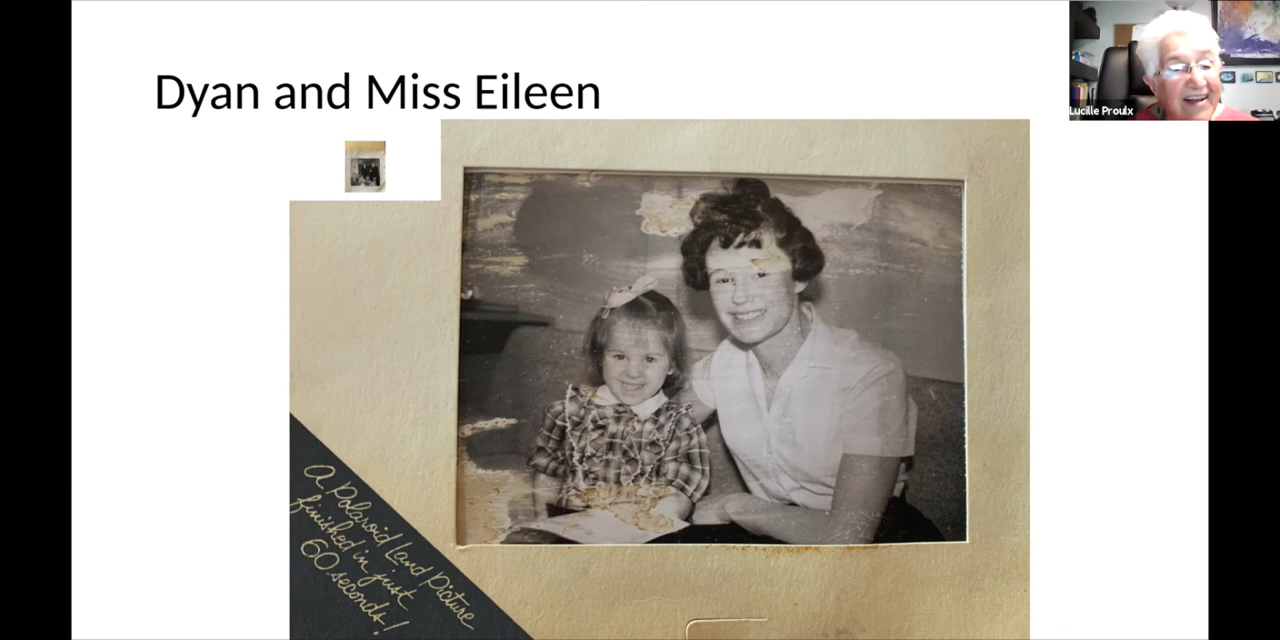 Dyan and Miss Eileen
Lucille Proulx
A Polaroid Land Picture
finished in just
60 seconds!